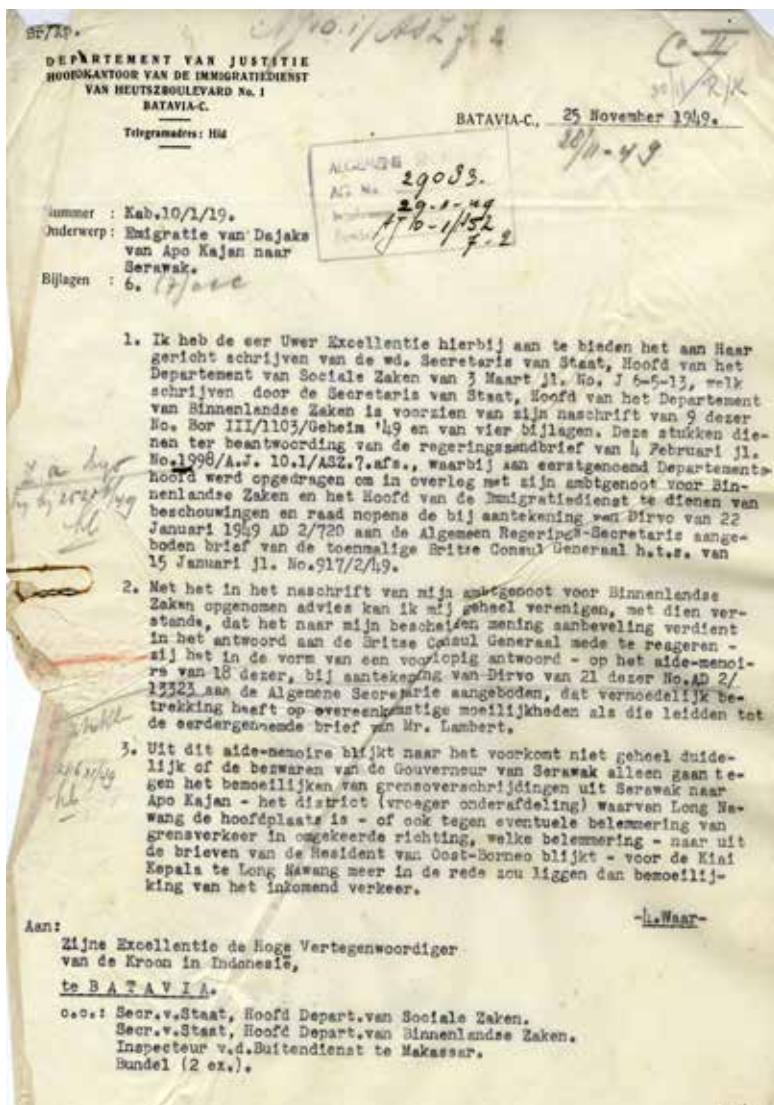 Sr/Ap.
DEPARTEMENT VAN JUSTITIE
HOOFDKANTOOR VAN DE IMMIGRATIEDIENST
VAN HEUTSZBOULEVARD No. 1
BATAVIA-C.
Telegramadres: Hid
BATAVIA-C., 25 November 1949.
28/11-49
ALGEMENE
29083.
Nummer : Kab.10/1/19.
Onderwerp : Emigratie van Dajaks
van Apo Kajan naar
Serawak.
Bijlagen : 6.
1. Ik heb de eer Uwer Excellentie hierbij aan te bieden het aan Haar
gericht schrijven van de wd. Secretaris van Staat, Hoofd van het
Departement van Sociale Zaken van 3 Maart jl. No. J 6-5-13, welk
schrijven door de Secretaris van Staat, Hoofd van het Departement
van Binnenlandse Zaken is voorzien van zijn naschrift van 9 dezer
No. Bor III/1103/Geheim '49 en van vier bijlagen. Deze stukken die-
nen ter beantwoording van de regeringsrandbrief van 4 Februari jl.
No.1998/A.J. 10.1/ASZ.7.afs., waarbij aan eerstgenoemd Departements-
hoofd werd opgedragen om in overleg met zijn ambtgenoot voor Bin-
nenlandse Zaken en het Hoofd van de Immigratiedienst te dienen van
beschouwingen en raad nopens de bij aantekening van Dirvo van 22
Januari 1949 AD 2/720 aan de Algemeen Regerings-Secretaris aange-
boden brief van de toenmalige Britse Consul Generaal h.t.s. van
15 Januari jl. No.917/2/49.
2. Met het in het naschrift van mijn ambtgenoot voor Binnenlandse
Zaken opgenomen advies kan ik mij geheel verenigen, met dien ver-
stande, dat het naar mijn bescheiden mening aanbeveling verdient
in het antwoord aan de Britse Consul Generaal mede te reageren -
zij het in de vorm van een voorlopig antwoord - op het aide-memoi-
re van 18 dezer, bij aantekening van Dirvo van 21 dezer No.AD 2/
13323 aan de Algemene Secretarie aangeboden, dat vermoedelijk be-
trekking heeft op overeenkomstige moeilijkheden als die leidden tot
de eerdergenoemde brief van Mr. Lambert.
3. Uit dit aide-memoire blijkt naar het voorkomt niet geheel duide-
lijk of de bezwaren van de Gouverneur van Serawak alleen gaan te-
gen het bemoeilijken van grensoverschrijdingen uit Serawak naar
Apo Kajan - het district (vroeger onderafdeling) waarvan Long Na-
wang de hoofdplaats is - of ook tegen eventuele belemmering van
grensverkeer in omgekeerde richting, welke belemmering - naar uit
de brieven van de Resident van Oost-Borneo blijkt - voor de Kiai
Kepala te Long Nawang meer in de rede zou liggen dan bemoeilij-
king van het inkomend verkeer.
-4.Waar-
Aan:
Zijne Excellentie de Hoge Vertegenwoordiger
van de Kroon in Indonesië,
te BATAVIA.
c.c.: Secr.v.Staat, Hoofd Depart.van Sociale Zaken.
Secr.v.Staat, Hoofd Depart.van Binnenlandse Zaken.
Inspecteur v.d.Buitendienst te Makassar.
Bundel (2 ex.).